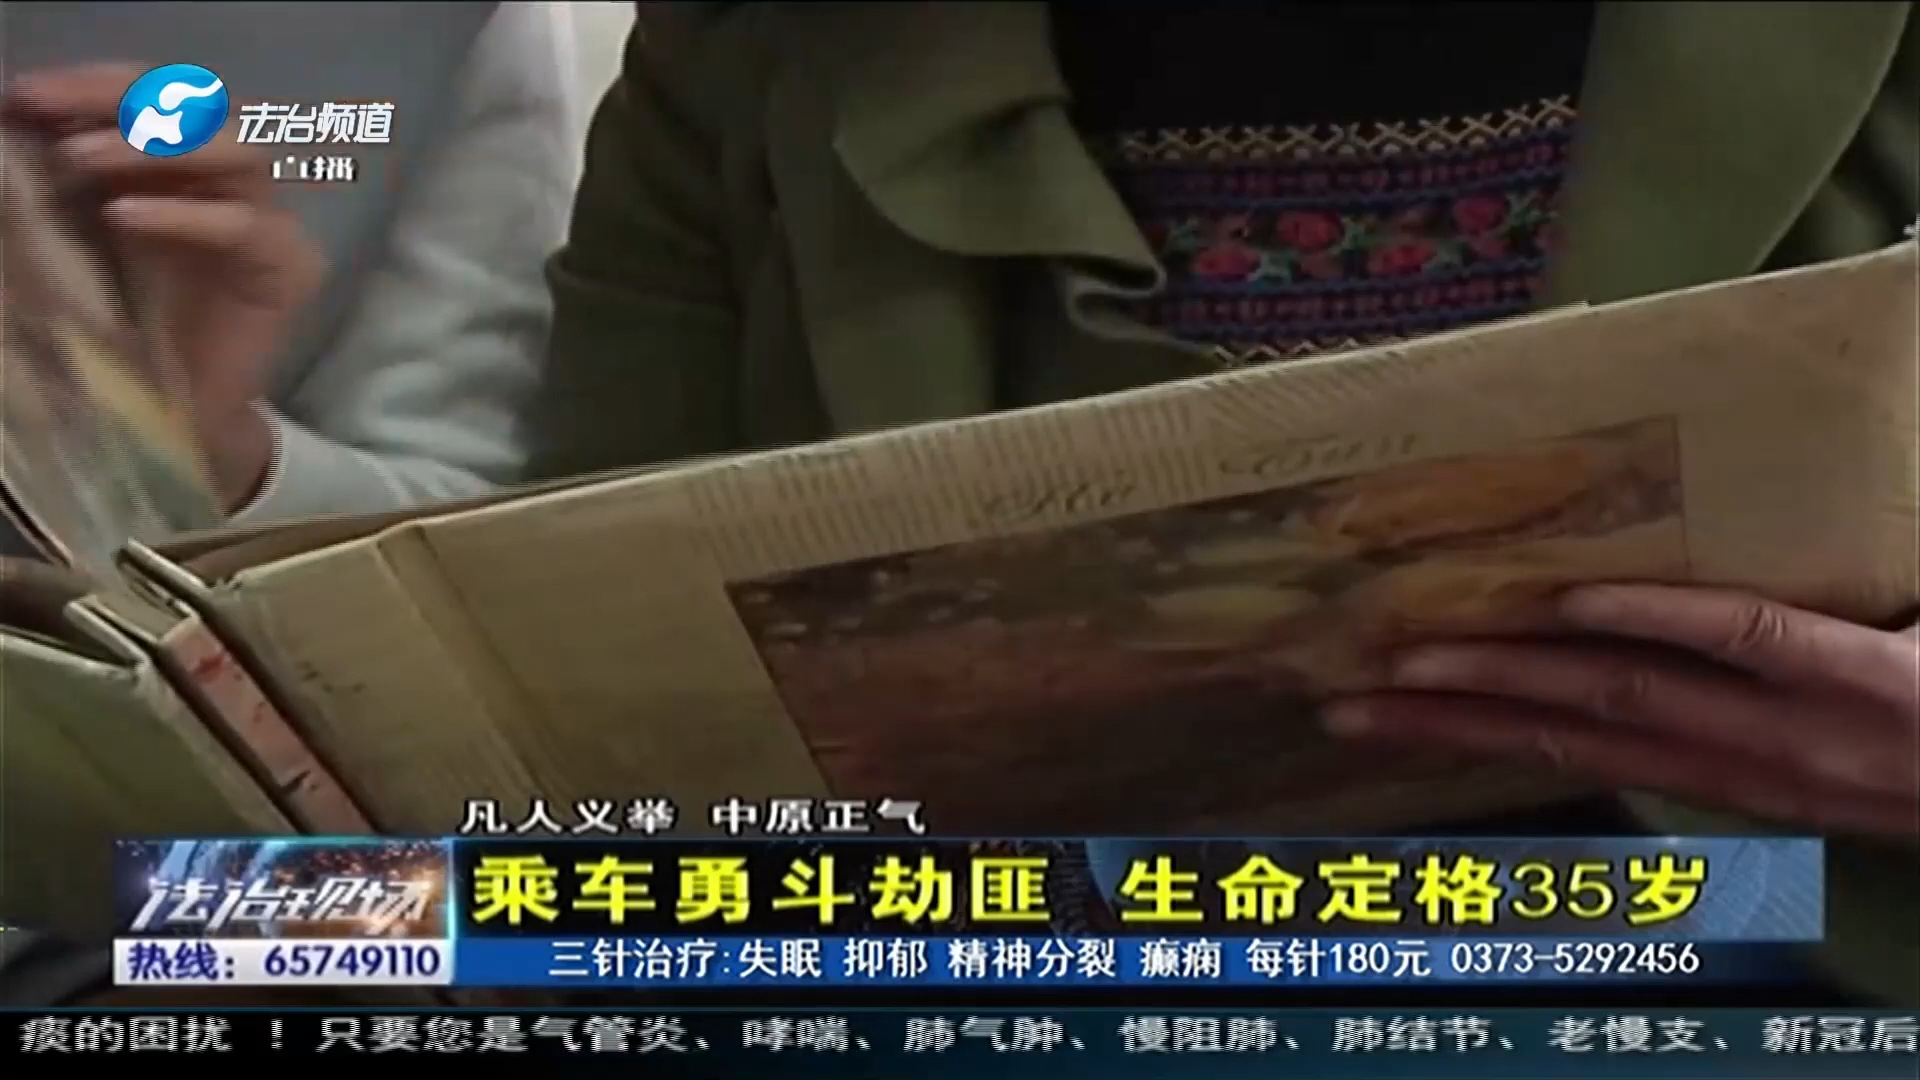 法治频道
直播
凡人义举 中原正气
乘车勇斗劫匪 生命定格35岁
法治现场
热线：65749110
三针治疗:失眠 抑郁 精神分裂 癫痫 每针180元 0373-5292456
痰的困扰 ！只要您是气管炎、哮喘、肺气肿、慢阻肺、肺结节、老慢支、新冠后